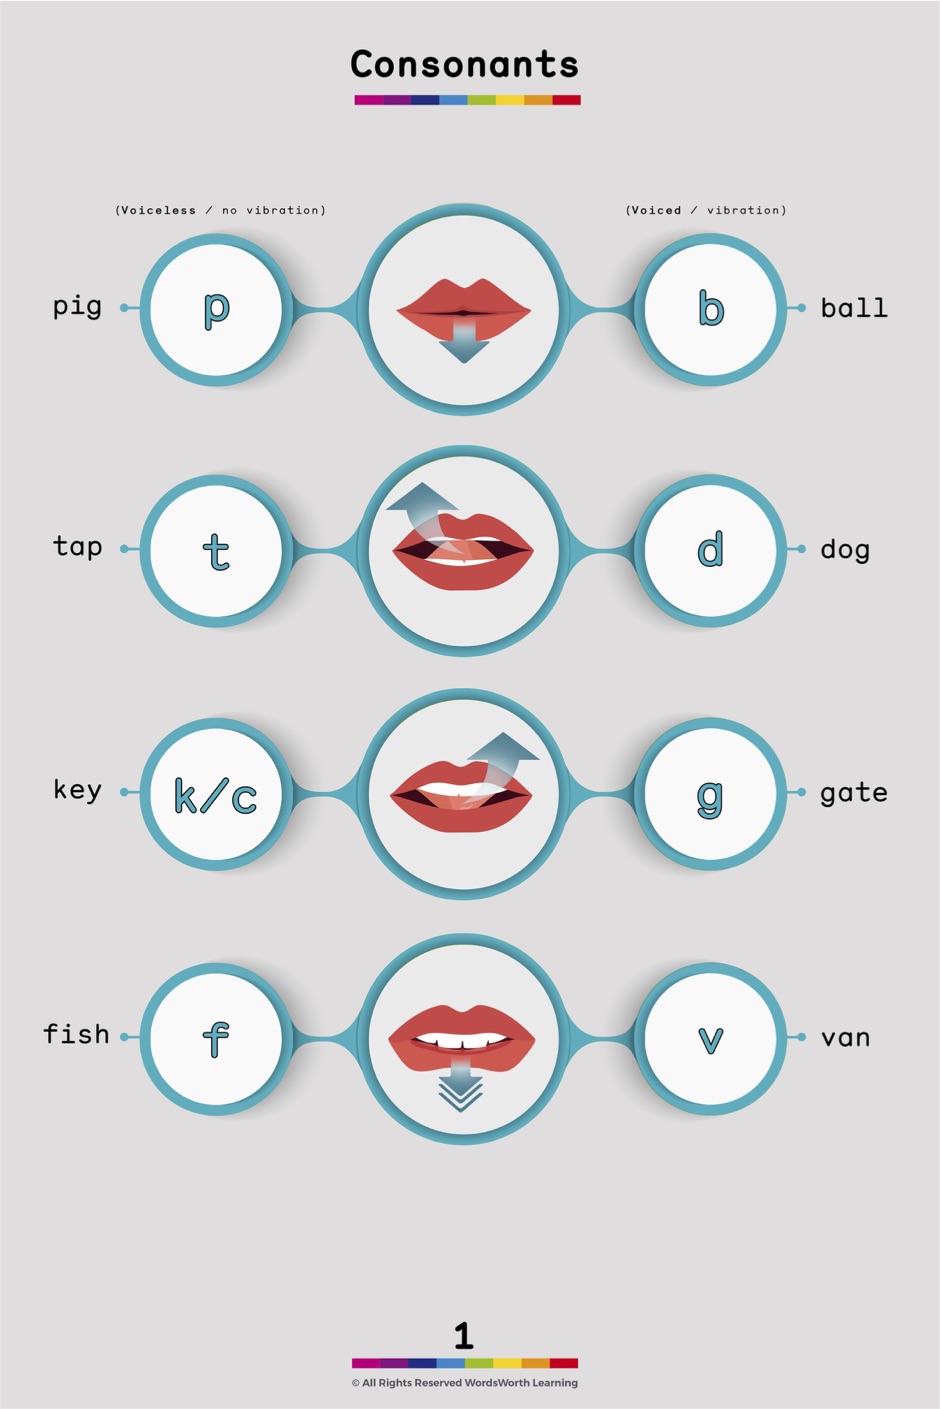 Consonants
(Voiceless / no vibration)
(Voiced / vibration)
pig
p
b
ball
tap
t
d
dog
key
k/c
g
gate
fish
f
v
van
1
© All Rights Reserved WordsWorth Learning